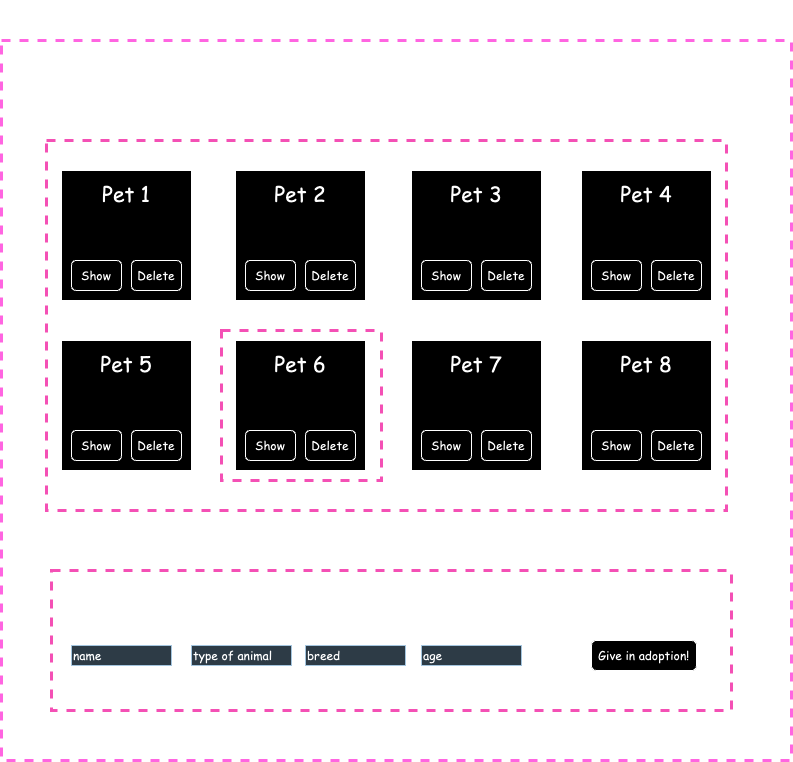 Pet 1
Pet 2
Pet 3
Pet 4
Show Delete
Show Delete
Show Delete
Show Delete
Pet 5
Pet 6
Pet 7
Pet 8
Show Delete
Show Delete
Show Delete
Show Delete
name
type of animal
breed
age
Give in adoption!